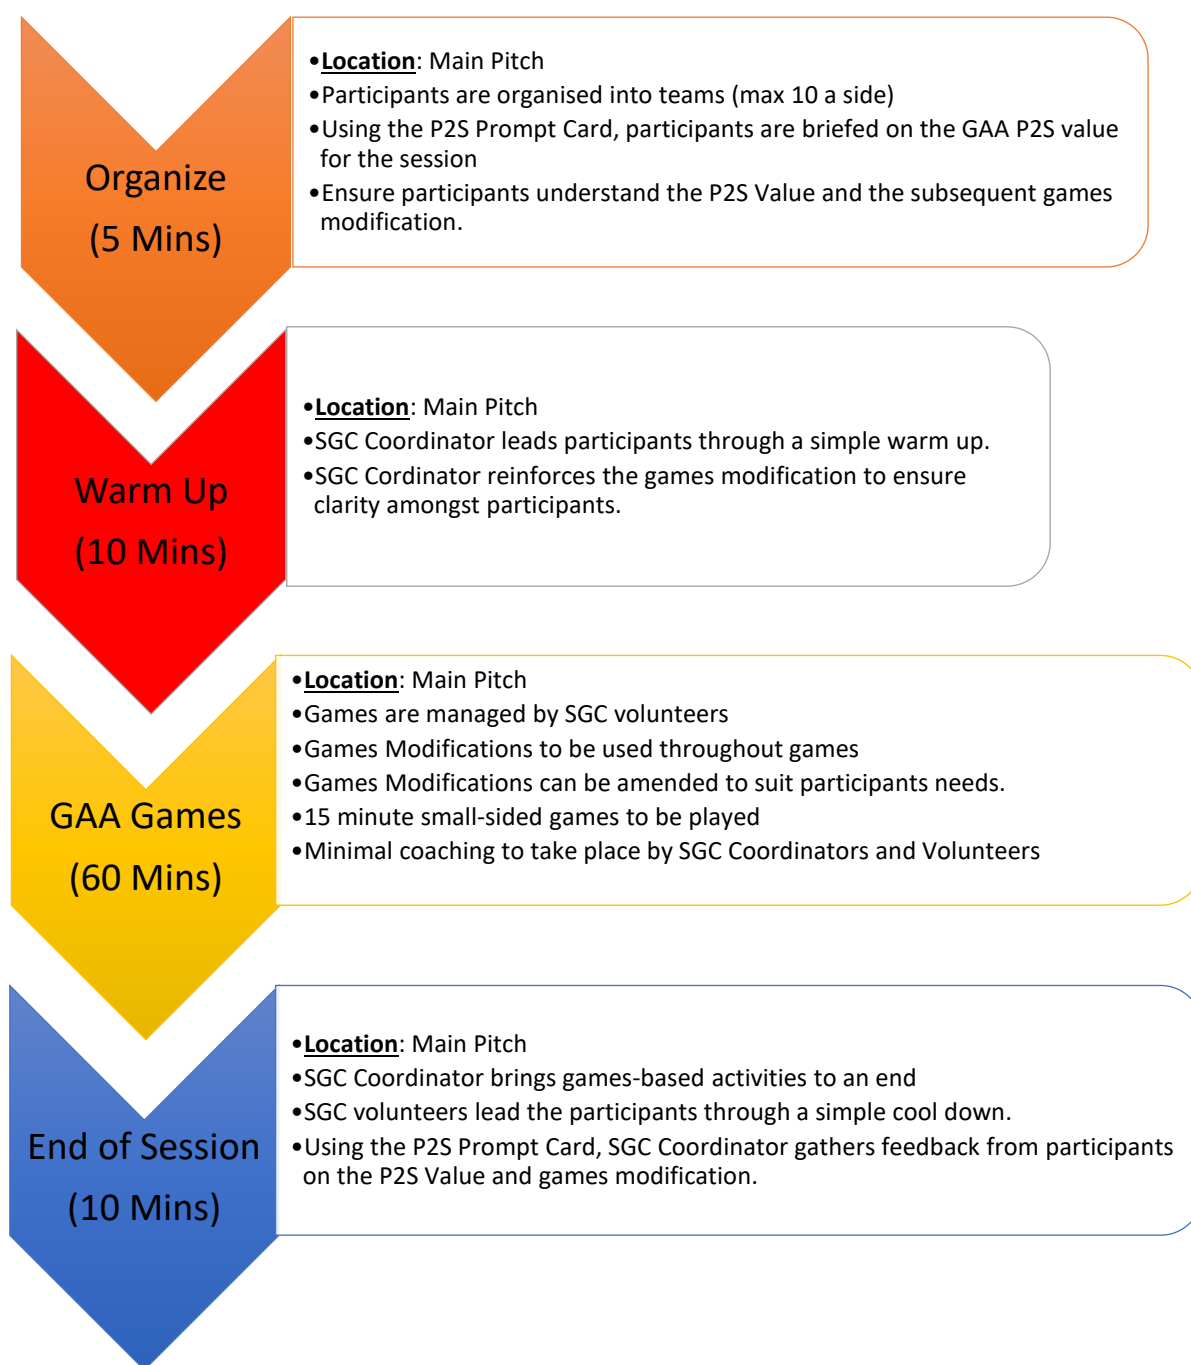 Organize
(5 Mins)
•Location: Main Pitch
•Participants are organised into teams (max 10 a side)
•Using the P2S Prompt Card, participants are briefed on the GAA P2S value
for the session
•Ensure participants understand the P2S Value and the subsequent games
modification.
Warm Up
(10 Mins)
•Location: Main Pitch
•SGC Coordinator leads participants through a simple warm up.
•SGC Cordinator reinforces the games modification to ensure
clarity amongst participants.
GAA Games
(60 Mins)
•Location: Main Pitch
•Games are managed by SGC volunteers
•Games Modifications to be used throughout games
•Games Modifications can be amended to suit participants needs.
•15 minute small-sided games to be played
•Minimal coaching to take place by SGC Coordinators and Volunteers
End of Session
(10 Mins)
•Location: Main Pitch
•SGC Coordinator brings games-based activities to an end
•SGC volunteers lead the participants through a simple cool down.
•Using the P2S Prompt Card, SGC Coordinator gathers feedback from participants
on the P2S Value and games modification.